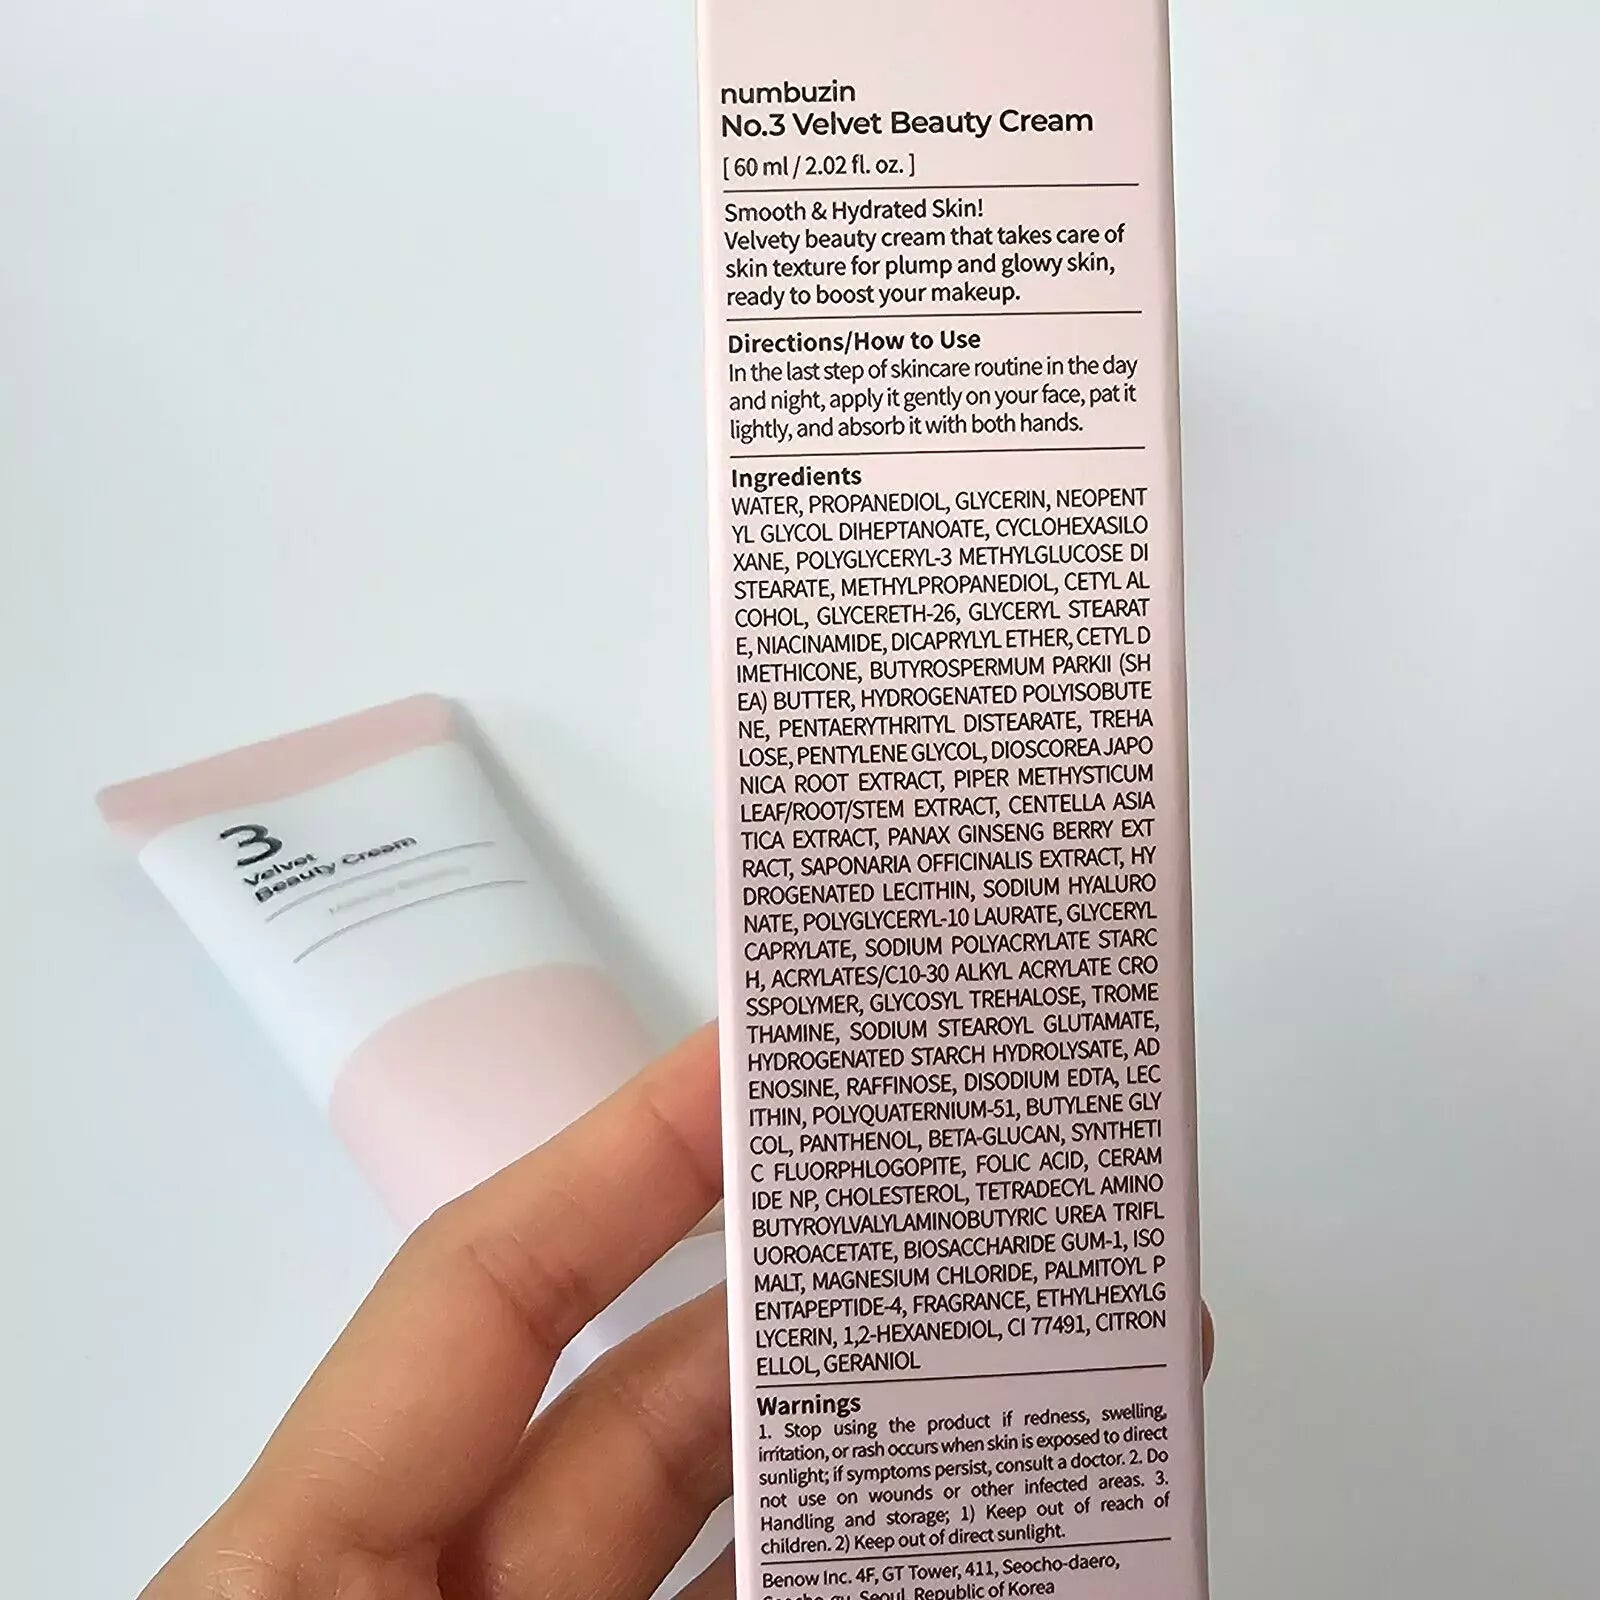 numbuzin
No.3 Velvet Beauty Cream
[ 60 ml / 2.02 fl. oz. ]
Smooth & Hydrated Skin!
Velvety beauty cream that takes care of
skin texture for plump and glowy skin,
ready to boost your makeup.
Directions/How to Use
In the last step of skincare routine in the day
and night, apply it gently on your face, pat it
lightly, and absorb it with both hands.
Ingredients
WATER, PROPANEDIOL, GLYCERIN, NEOPENT
YL GLYCOL DIHEPTANOATE, CYCLOHEXASILO
XANE, POLYGLYCERYL-3 METHYLGLUCOSE DI
STEARATE, METHYLPROPANEDIOL, CETYL AL
COHOL, GLYCERETH-26, GLYCERYL STEARAT
E, NIACINAMIDE, DICAPRYLYL ETHER, CETYL D
IMETHICONE, BUTYROSPERMUM PARKII (SH
EA) BUTTER, HYDROGENATED POLYISOBUTE
NE, PENTAERYTHRITYL DISTEARATE, TREHA
LOSE, PENTYLENE GLYCOL, DIOSCOREA JAPO
NICA ROOT EXTRACT, PIPER METHYSTICUM
LEAF/ROOT/STEM EXTRACT, CENTELLA ASIA
TICA EXTRACT, PANAX GINSENG BERRY EXT
RACT, SAPONARIA OFFICINALIS EXTRACT, HY
DROGENATED LECITHIN, SODIUM HYALURO
NATE, POLYGLYCERYL-10 LAURATE, GLYCERYL
CAPRYLATE, SODIUM POLYACRYLATE STARC
H, ACRYLATES/C10-30 ALKYL ACRYLATE CRO
SSPOLYMER, GLYCOSYL TREHALOSE, TROME
THAMINE, SODIUM STEAROYL GLUTAMATE,
HYDROGENATED STARCH HYDROLYSATE, AD
ENOSINE, RAFFINOSE, DISODIUM EDTA, LEC
ITHIN, POLYQUATERNIUM-51, BUTYLENE GLY
COL, PANTHENOL, BETA-GLUCAN, SYNTHETI
C FLUORPHLOGOPITE, FOLIC ACID, CERAM
IDE NP, CHOLESTEROL, TETRADECYL AMINO
BUTYROYLVALYLAMINOBUTYRIC UREA TRIFL
UOROACETATE, BIOSACCHARIDE GUM-1, ISO
MALT, MAGNESIUM CHLORIDE, PALMITOYL P
ENTAPEPTIDE-4, FRAGRANCE, ETHYLHEXYLG
LYCERIN, 1,2-HEXANEDIOL, CI 77491, CITRON
ELLOL, GERANIOL
Warnings
1. Stop using the product if redness, swelling,
irritation, or rash occurs when skin is exposed to direct
sunlight; if symptoms persist, consult a doctor. 2. Do
not use on wounds or other infected areas. 3.
Handling and storage; 1) Keep out of reach of
children. 2) Keep out of direct sunlight.
Benow Inc. 4F, GT Tower, 411, Seocho-daero,
Seoul, Republic of Korea
3
Velvet
Beauty Cream